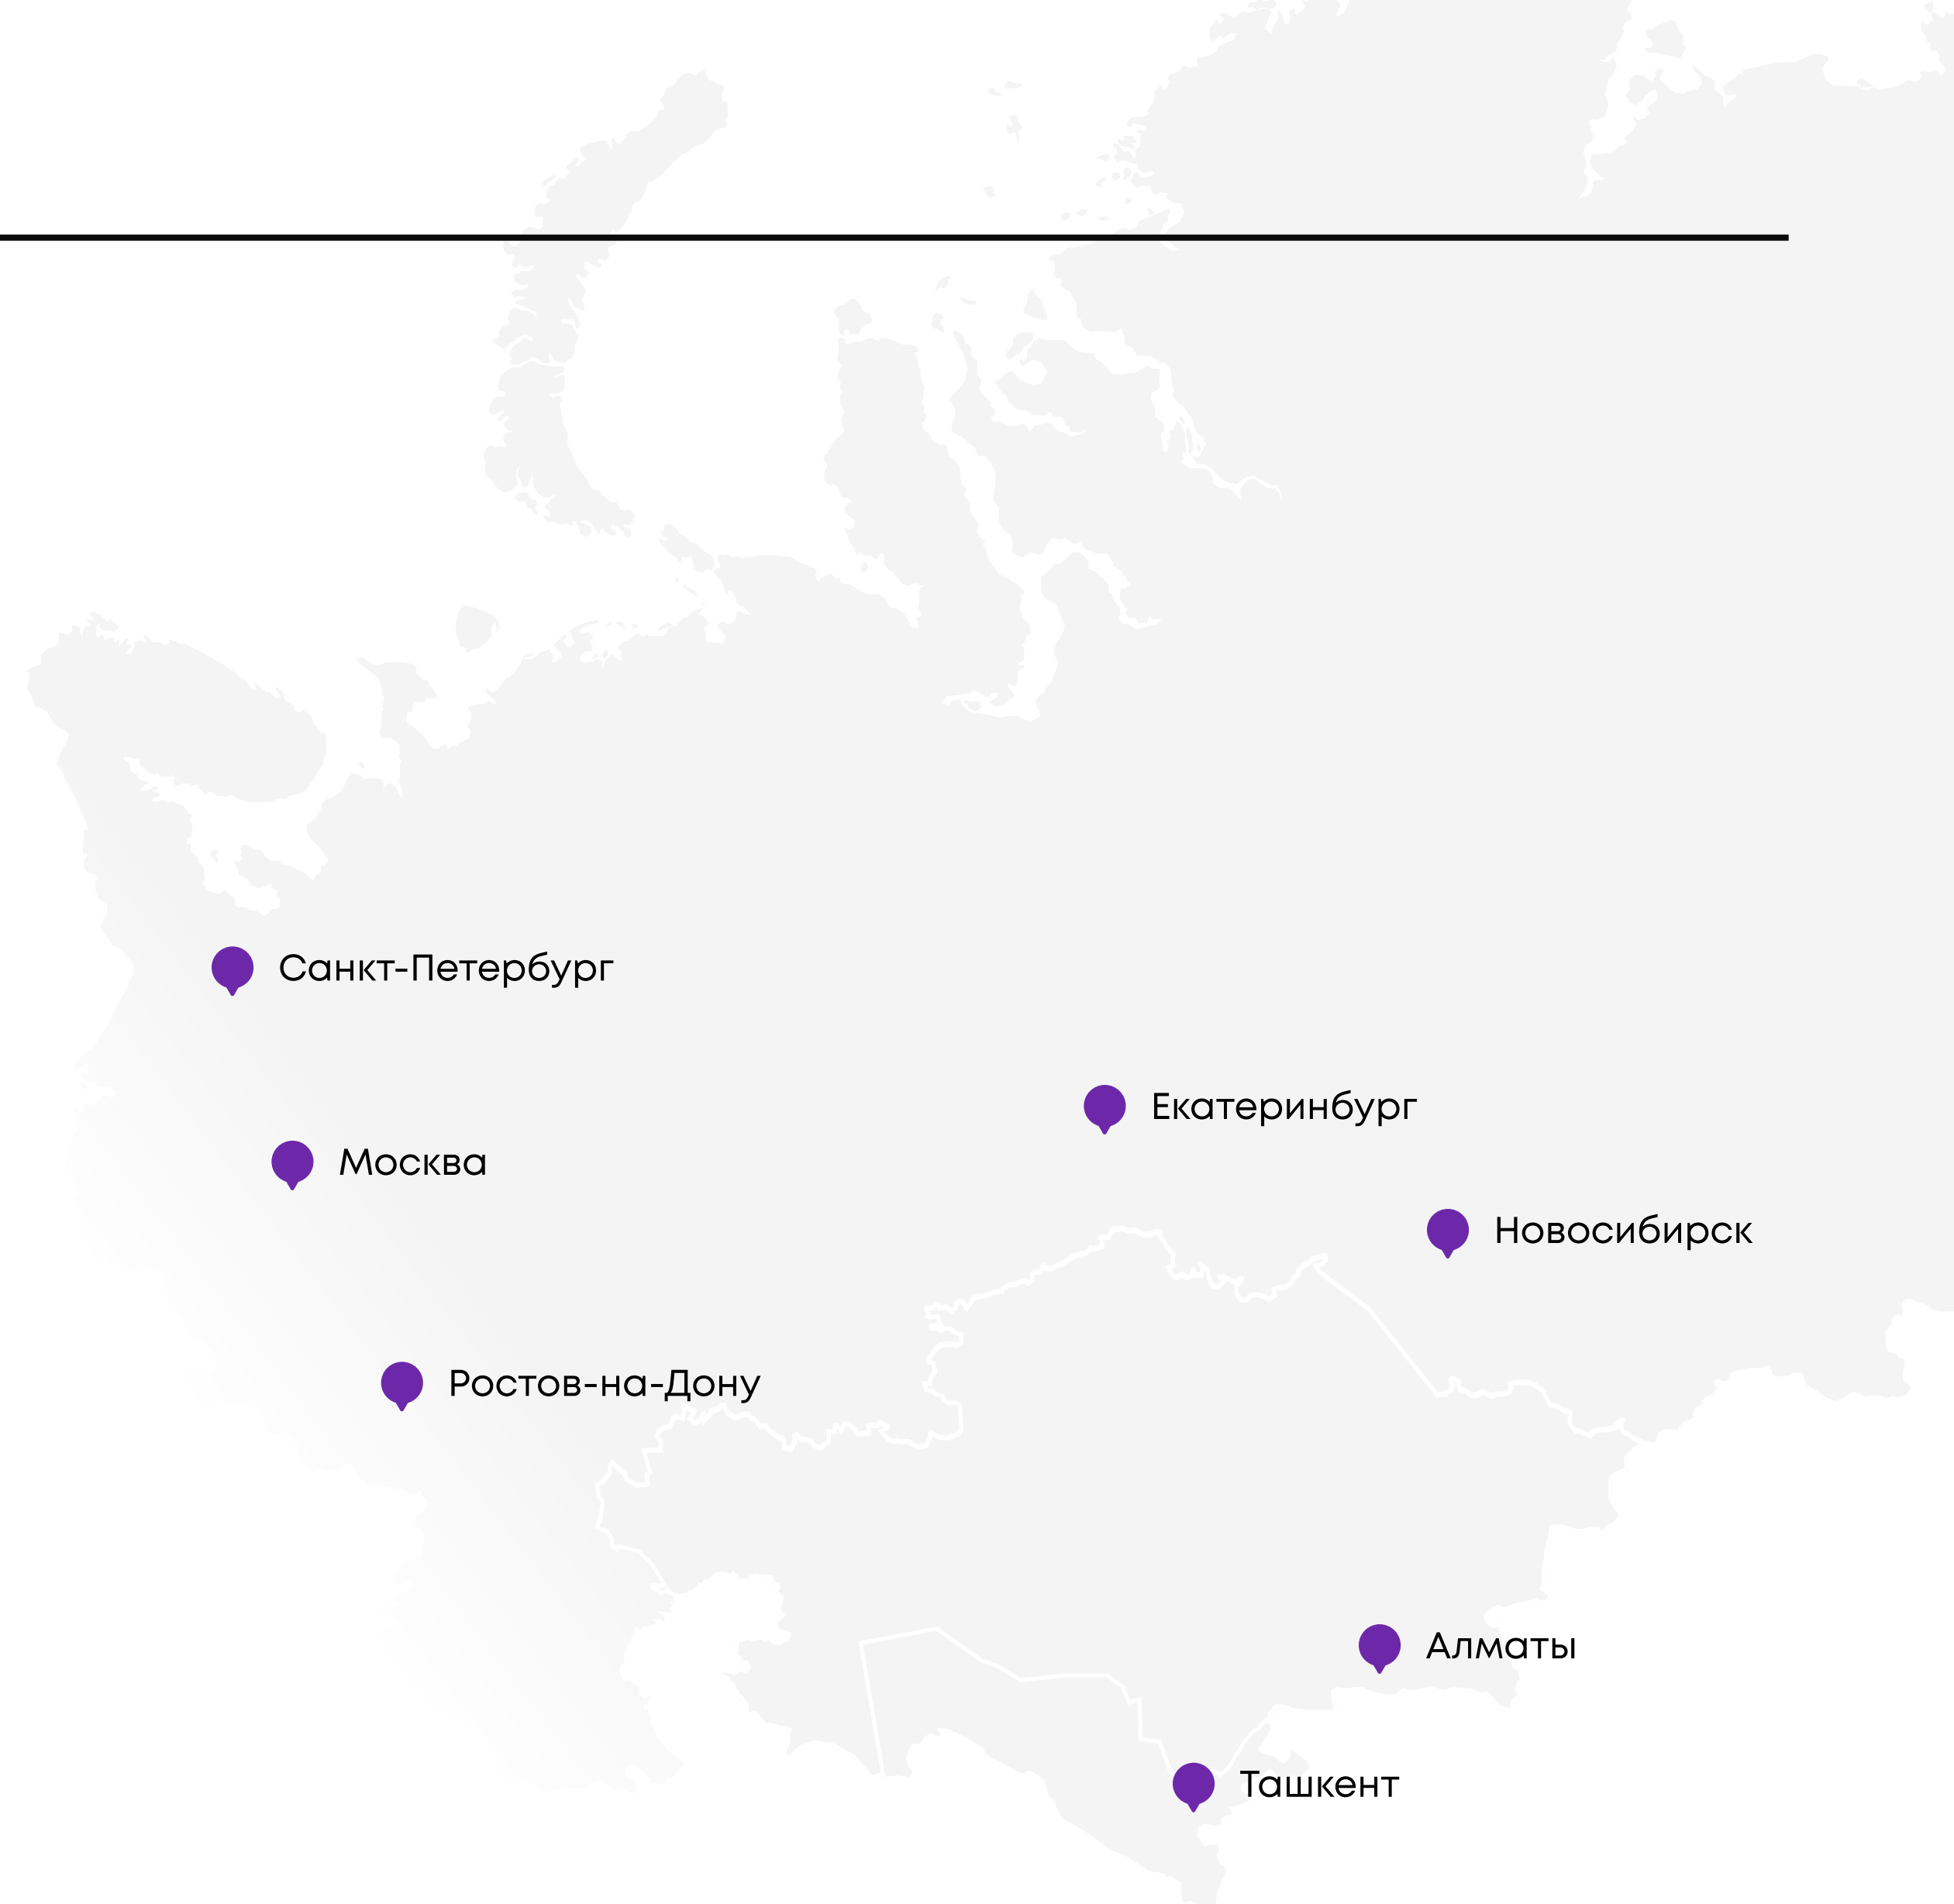 Санкт-Петербург
Екатеринбург
Москва
Новосибирск
Ростов-на-Дону
Алматы
Ташкент